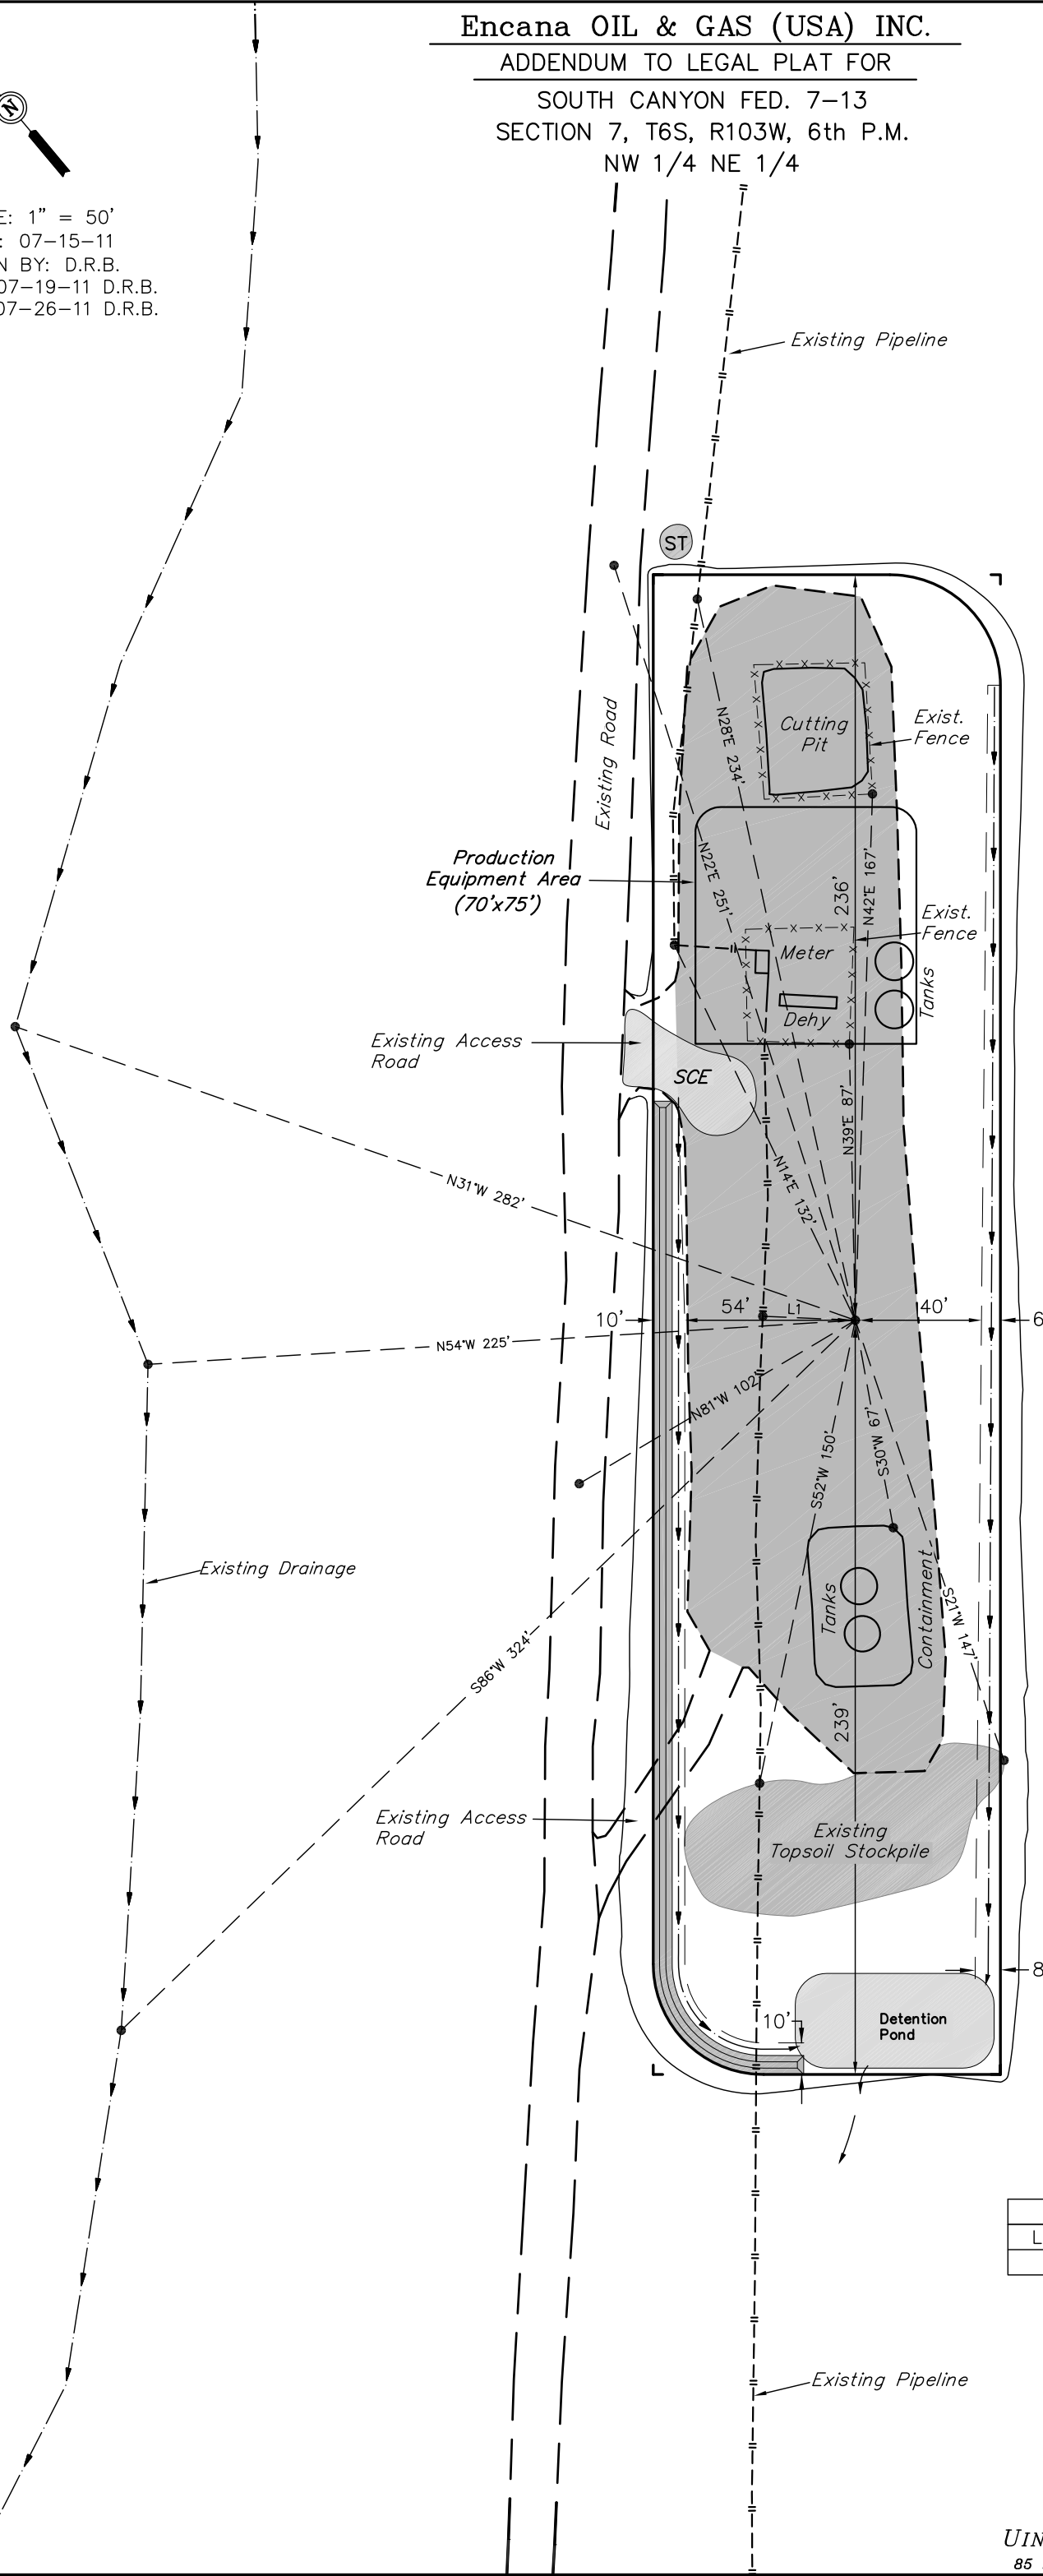 Encana OIL & GAS (USA) INC.
ADDENDUM TO LEGAL PLAT FOR
SOUTH CANYON FED. 7-13
SECTION 7, T6S, R103W, 6th P.M.
NW 1/4 NE 1/4
N
E: 1" = 50'
: 07-15-11
N BY: D.R.B.
07-19-11 D.R.B.
07-26-11 D.R.B.
Existing Pipeline
ST
Existing Road
Cutting
Pit
Exist.
Fence
N28°E 234'
N22°E 251'
236'
N42°E 167'
Production
Equipment Area
(70'x75')
Exist.
Fence
Meter
Tanks
Dehy
Existing Access
Road
SCE
N39°E 87'
N14°E 132'
N31°W 282'
10'
54'
L1
40'
6
N54°W 225'
N81°W 102'
S52°W 150'
S30°W 67'
Existing Drainage
Tanks
Containment
S21°W 147'
S86°W 324'
239'
Existing Access
Road
Existing
Topsoil Stockpile
8
10'
Detention
Pond
L
Existing Pipeline
UIN
85